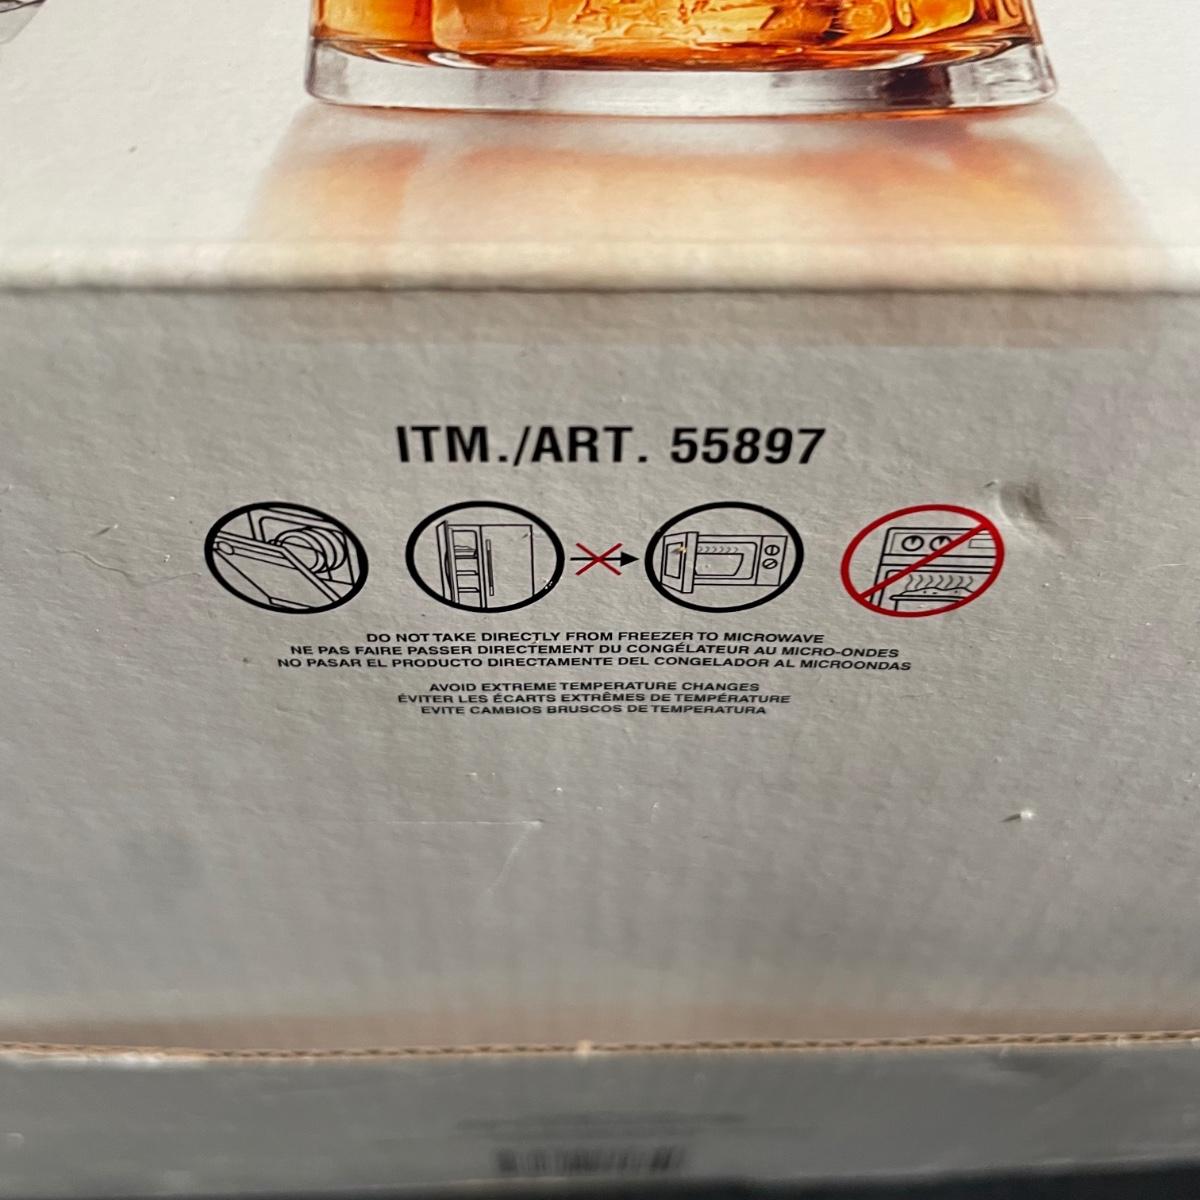 ITM./ART. 55897
DO NOT TAKE DIRECTLY FROM FREEZER TO MICROWAVE
NE PAS FAIRE PASSER DIRECTEMENT DU CONGÉLATEUR AU MICRO-ONDES
NO PASAR EL PRODUCTO DIRECTAMENTE DEL CONGELADOR AL MICROONDAS
AVOID EXTREME TEMPERATURE CHANGES
ÉVITER LES ÉCARTS EXTRÊMES DE TEMPÉRATURE
EVITE CAMBIOS BRUSCOS DE TEMPERATURA